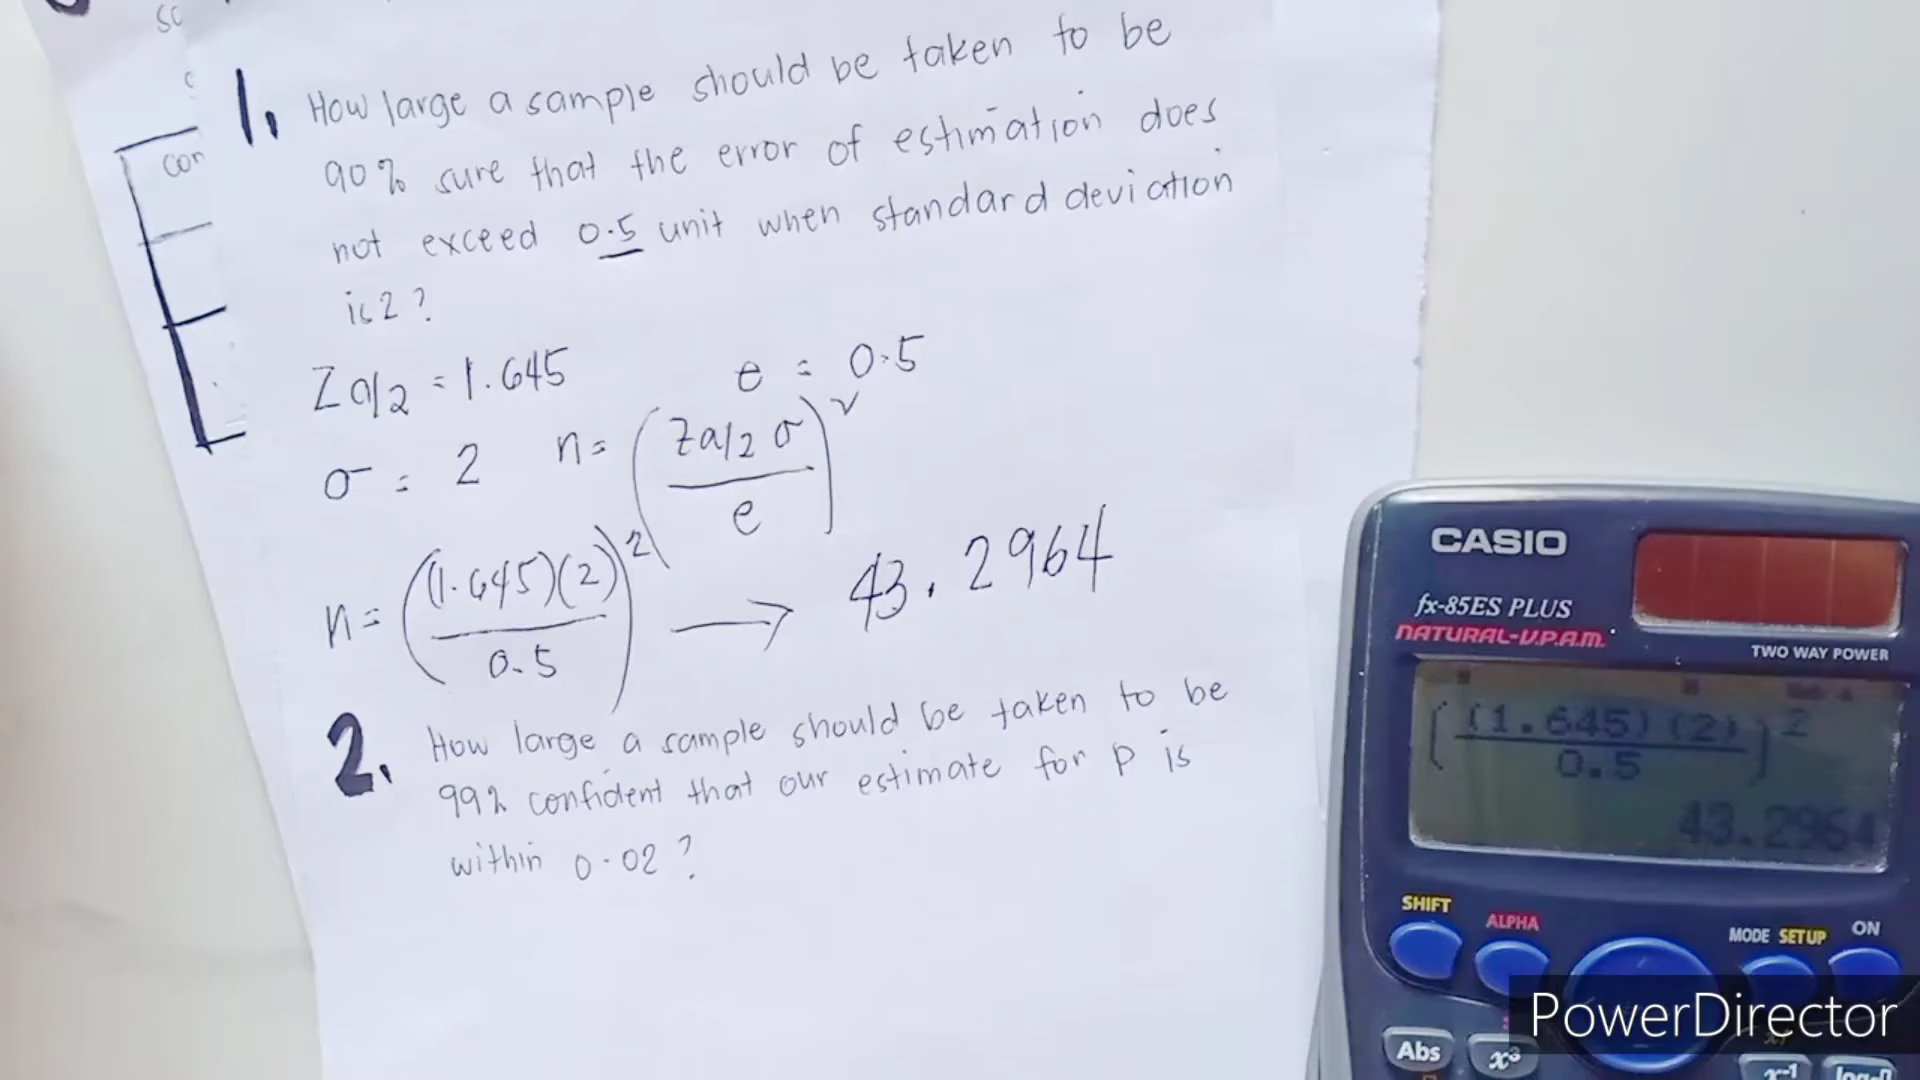 sc
c
con
1. How large a sample should be taken to be
90% sure that the error of estimation does
not exceed 0.5 unit when standard deviation
is 2?
Zα/2 = 1.645 e = 0.5
σ = 2 n = (Zα/2 σ / e)²
n = ((1.645)(2) / 0.5)² → 43.2964
2. How large a sample should be taken to be
99% confident that our estimate for p is
within 0.02?
CASIO
fx-85ES PLUS
NATURAL-V.P.A.M.
TWO WAY POWER
((1.645)(2) / 0.5)²
43.2964
SHIFT ALPHA MODE SETUP ON
Abs x³ x⁻¹
PowerDirector